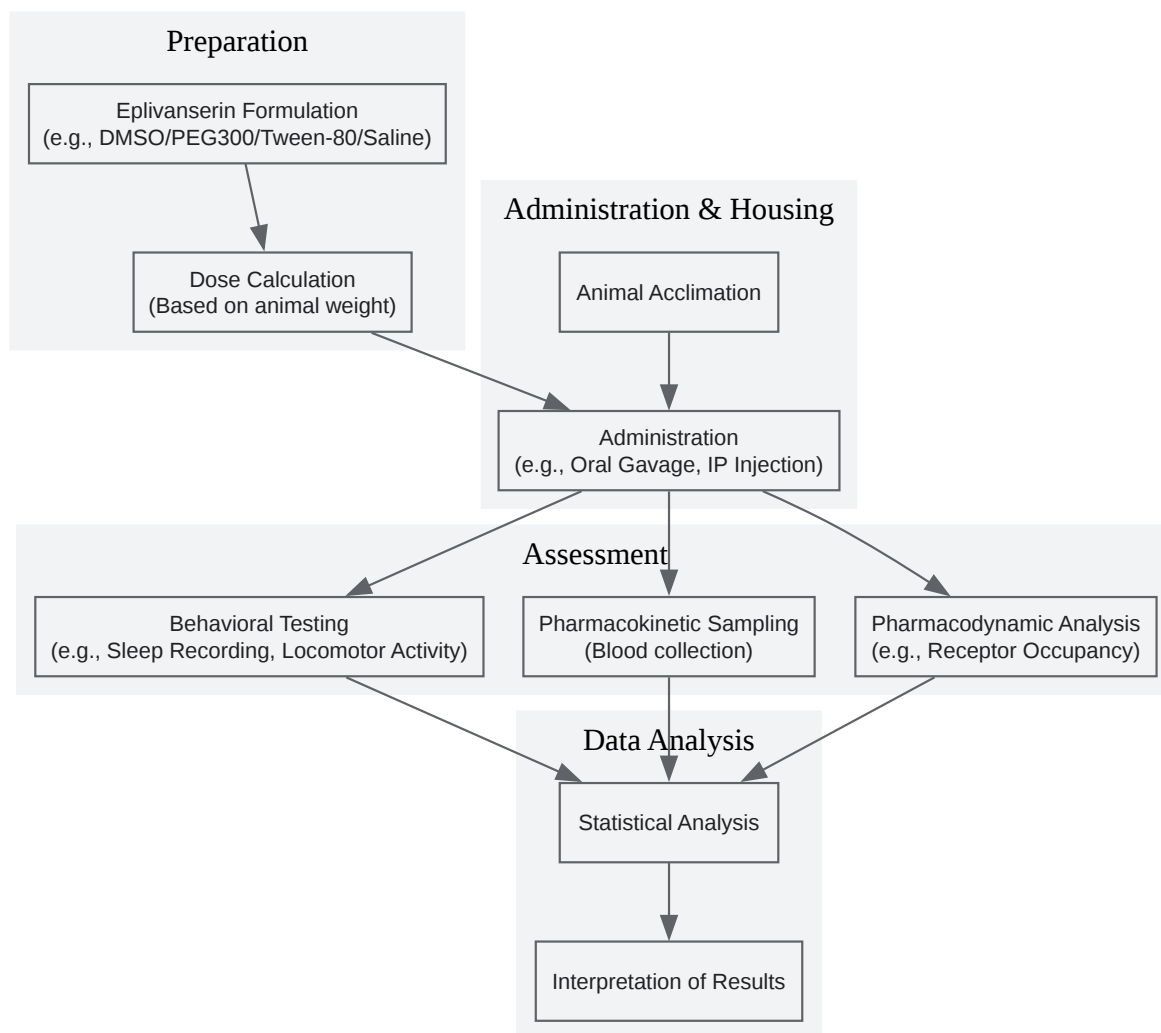 Preparation
Eplivanserin Formulation
(e.g., DMSO/PEG300/Tween-80/Saline)
Dose Calculation
(Based on animal weight)
Administration & Housing
Animal Acclimation
Administration
(e.g., Oral Gavage, IP Injection)
Assessment
Behavioral Testing
(e.g., Sleep Recording, Locomotor Activity)
Pharmacokinetic Sampling
(Blood collection)
Pharmacodynamic Analysis
(e.g., Receptor Occupancy)
Data Analysis
Statistical Analysis
Interpretation of Results